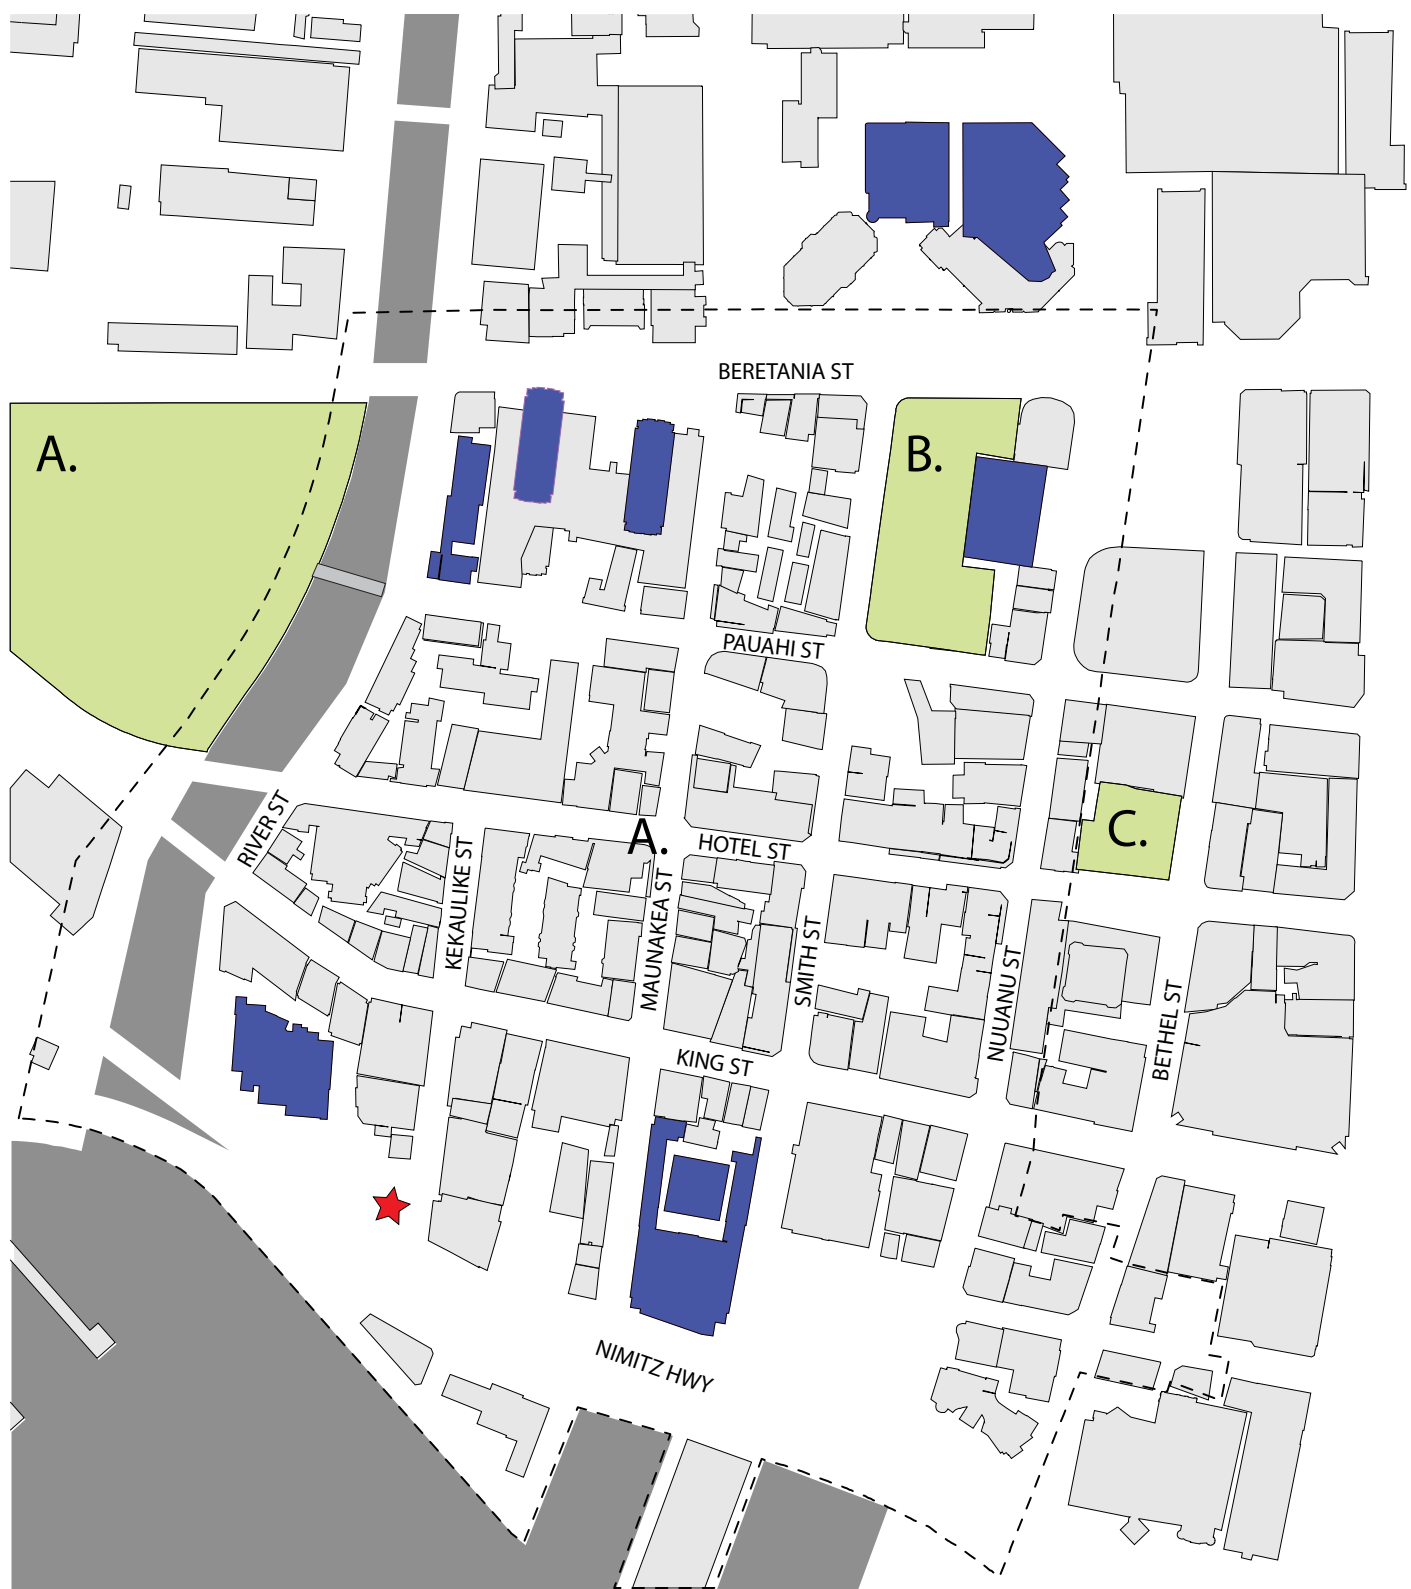 BERETANIA ST
A.
B.
PAUAHI ST
RIVER ST
A.
HOTEL ST
C.
KEKAULIKE ST
MAUNAKEA ST
SMITH ST
NUUANU ST
BETHEL ST
KING ST
NIMITZ HWY